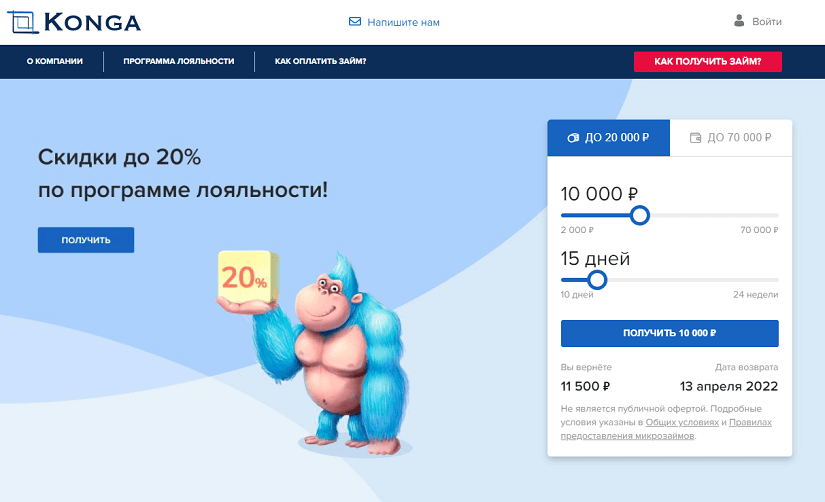 KONGA
Напишите нам
Войти
О КОМПАНИИ
ПРОГРАММА ЛОЯЛЬНОСТИ
КАК ОПЛАТИТЬ ЗАЙМ?
КАК ПОЛУЧИТЬ ЗАЙМ?
Скидки до 20%
по программе лояльности!
ПОЛУЧИТЬ
20%
ДО 20 000 ₽
ДО 70 000 ₽
10 000 ₽
2 000 ₽
70 000 ₽
15 дней
10 дней
24 недели
ПОЛУЧИТЬ 10 000 ₽
Вы вернёте
Дата возврата
11 500 ₽
13 апреля 2022
Не является публичной офертой. Подробные
условия указаны в Общих условиях и Правилах
предоставления микрозаймов.